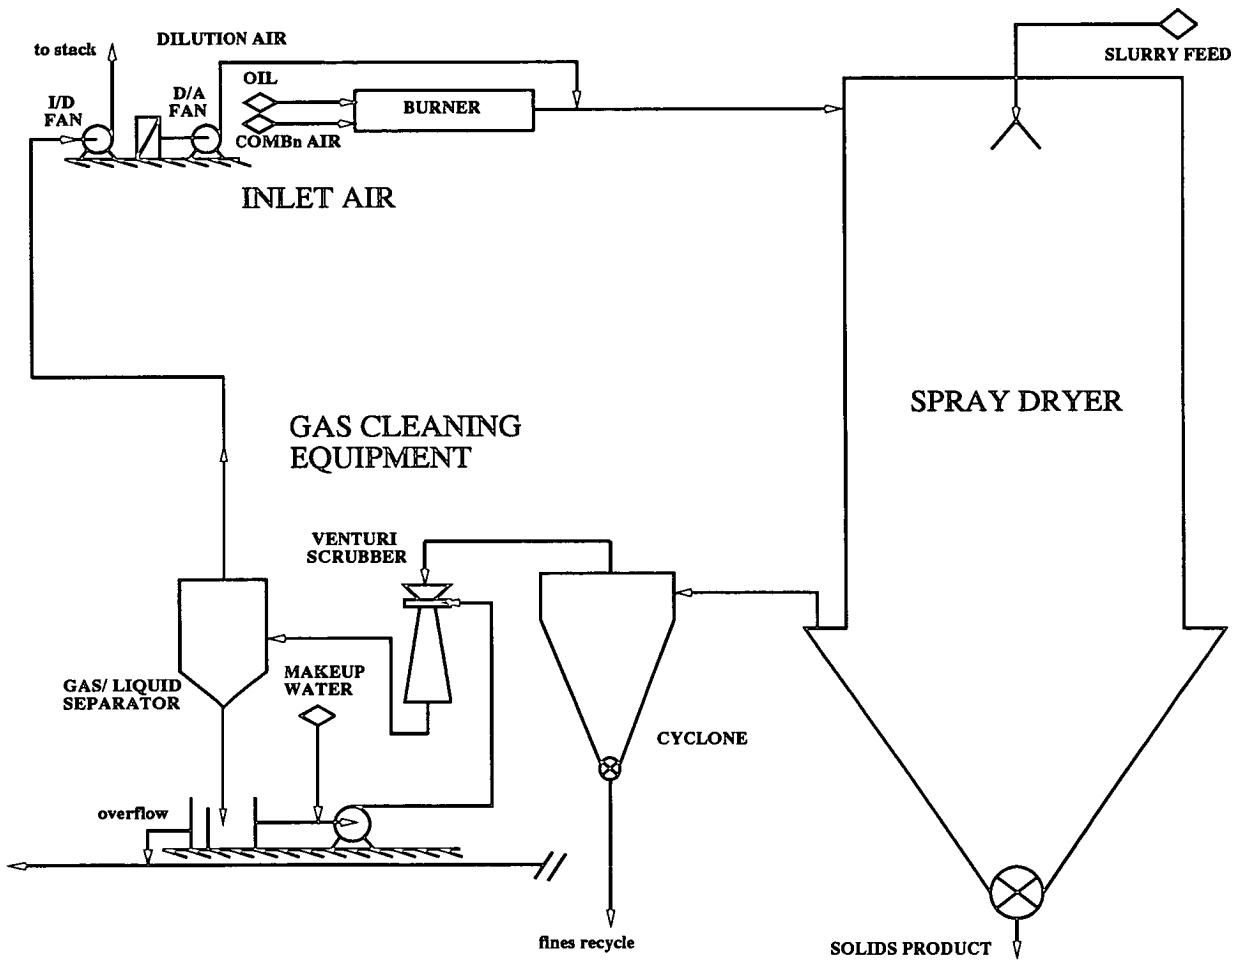 DILUTION AIR
to stack
SLURRY FEED
OIL
I/D
FAN
D/A
FAN
BURNER
COMBn AIR
INLET AIR
SPRAY DRYER
GAS CLEANING
EQUIPMENT
VENTURI
SCRUBBER
MAKEUP
WATER
GAS/ LIQUID
SEPARATOR
CYCLONE
overflow
fines recycle
SOLIDS PRODUCT